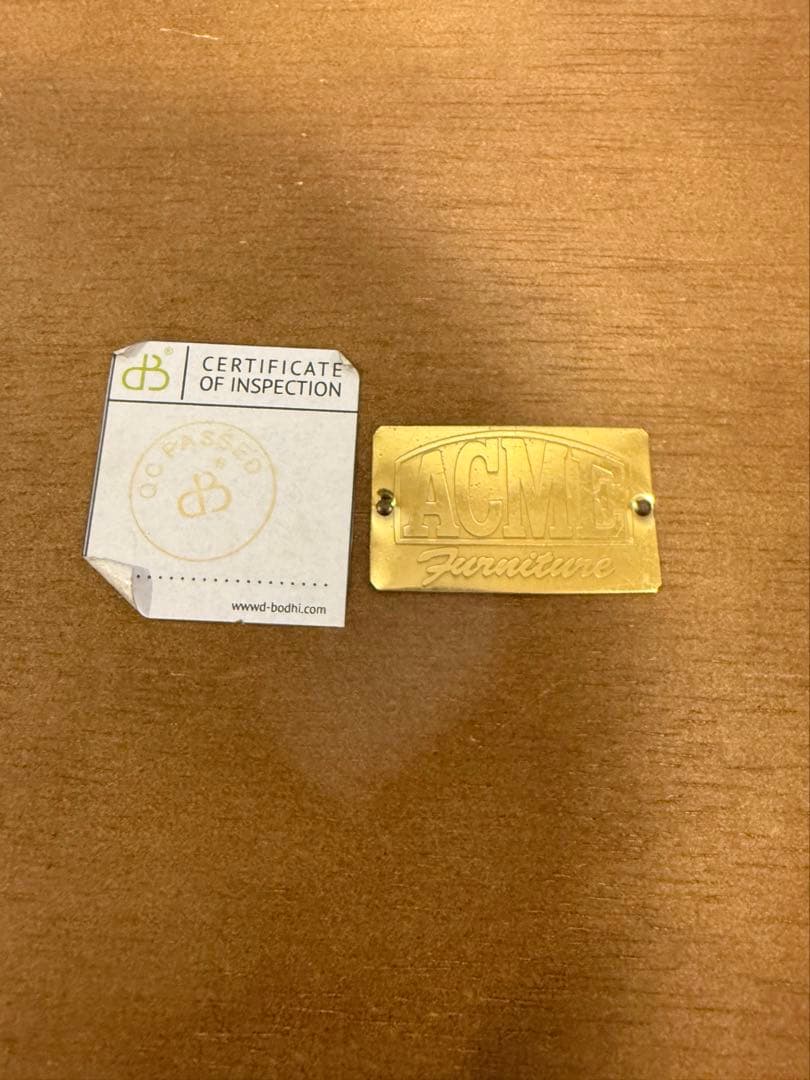 dB®
CERTIFICATE
OF INSPECTION
QC PASSED
dB®
wwwd-bodhi.com
ACME
Furniture